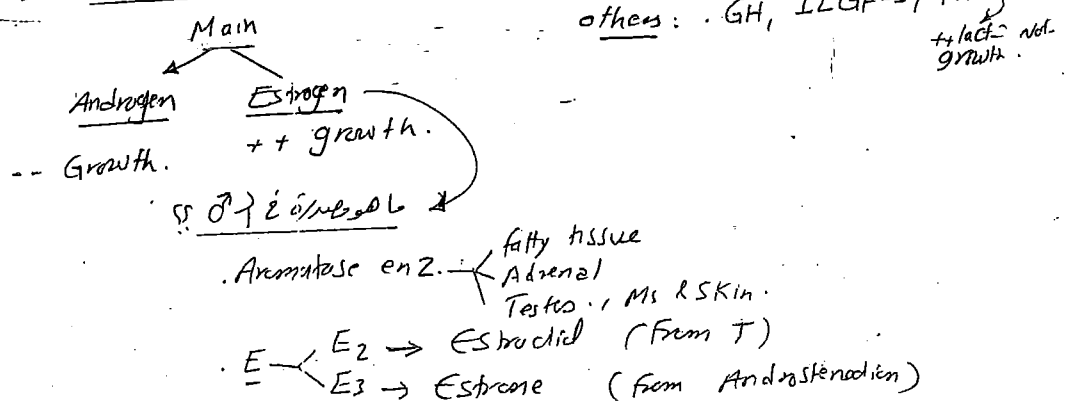 Main
others: . GH,
++ lact- Not-
growth.
Androgen Estrogen
++ growth.
-- Growth.
؟؟ ♂
. Aromatase enz. fatty tissue
Adrenal
Testes., Ms & Skin.
. E E2 → Estradiol (From T)
E3 → Estrone (from Androstenedion)